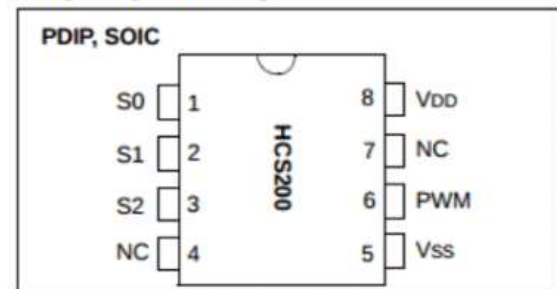 PDIP, SOIC
S0 1 8 VDD
S1 2 7 NC
S2 3 6 PWM
NC 4 5 VSS
HCS200